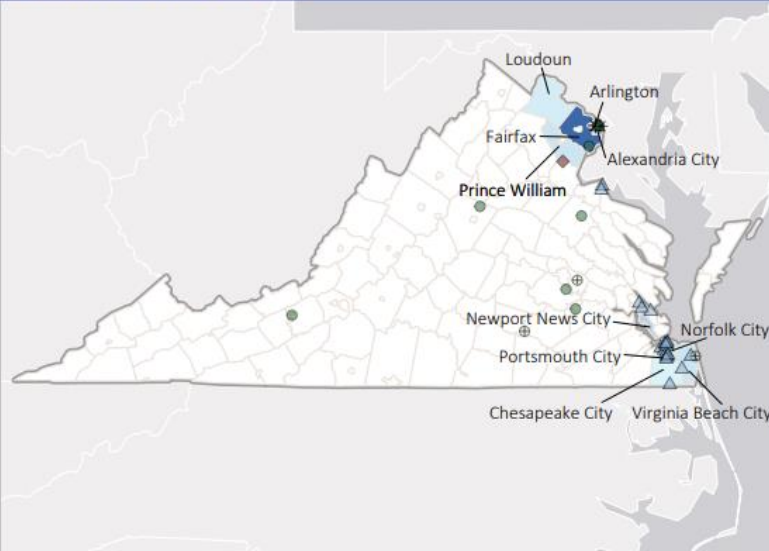 Loudoun
Arlington
Fairfax
Alexandria City
Prince William
Newport News City
Norfolk City
Portsmouth City
Chesapeake City
Virginia Beach City